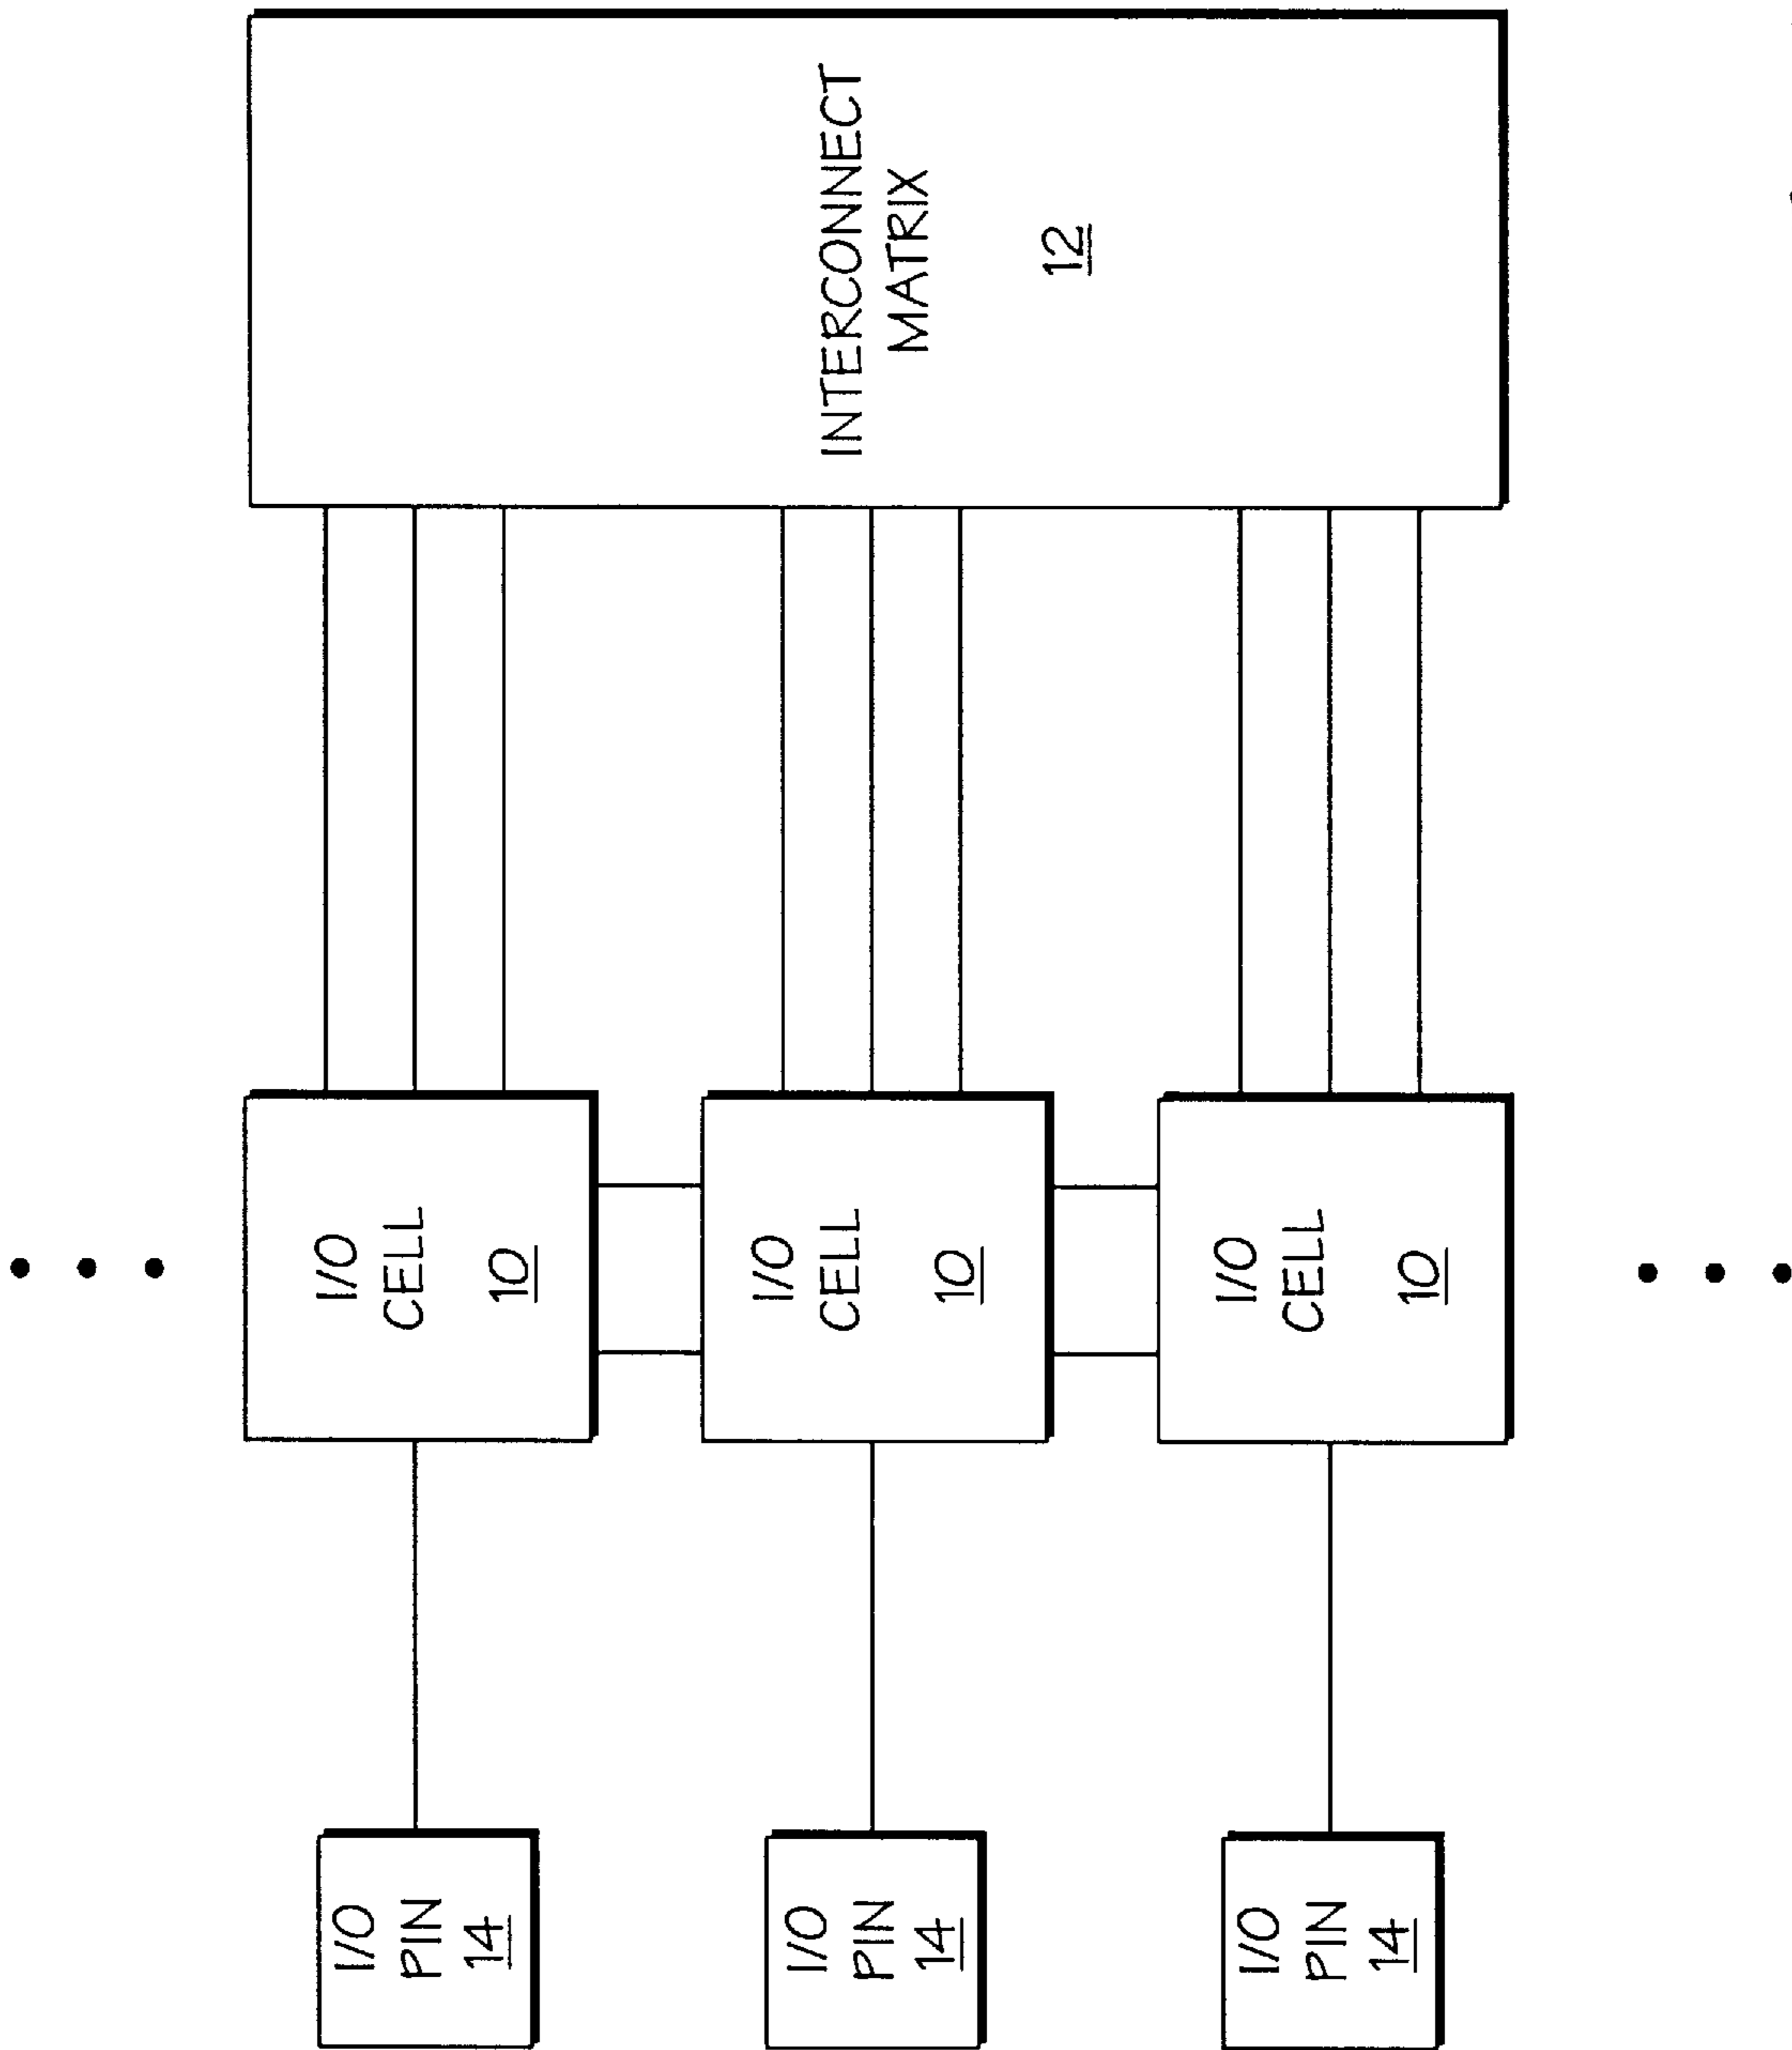 INTERCONNECT
MATRIX
12
I/O
CELL
10
I/O
CELL
10
I/O
CELL
10
I/O
PIN
14
I/O
PIN
14
I/O
PIN
14